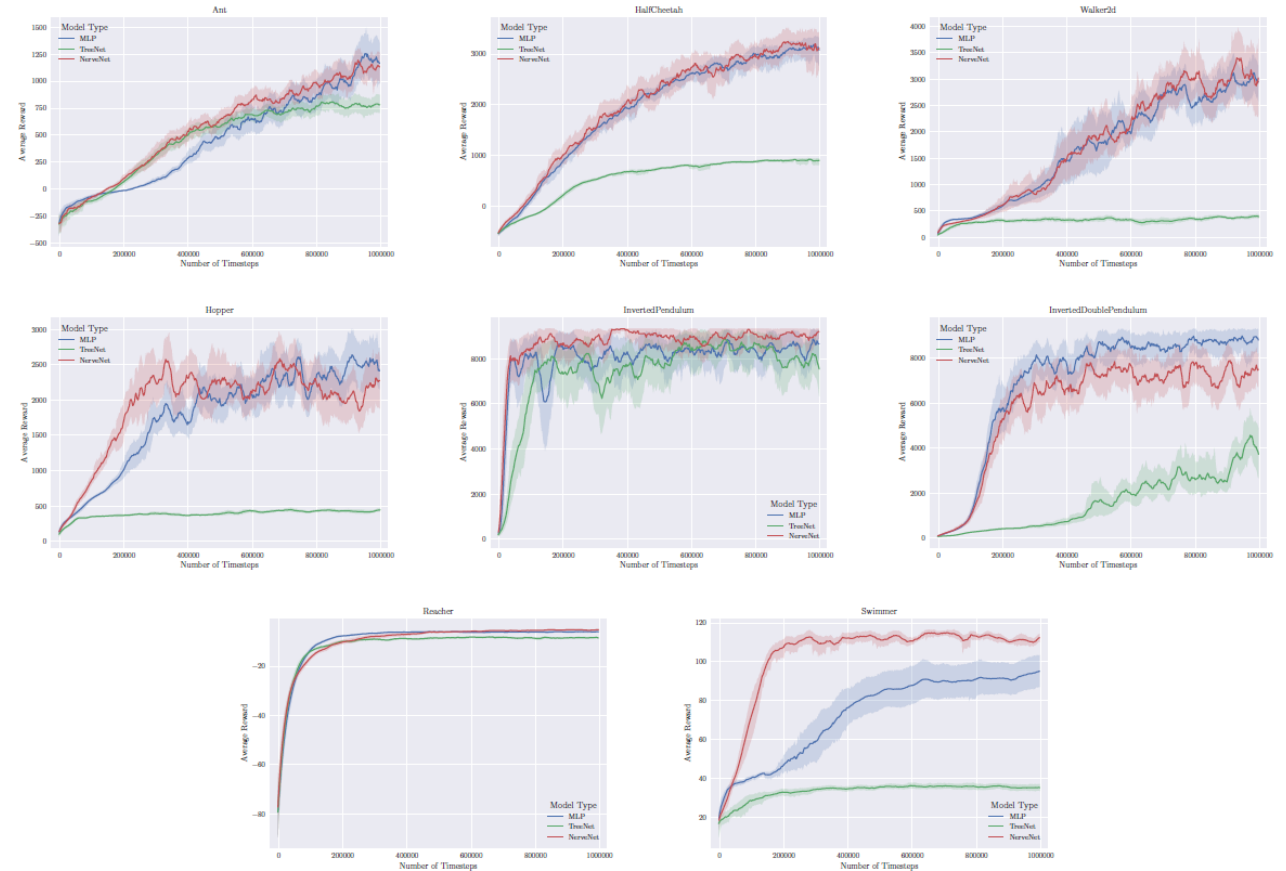 Ant
Model Type
MLP
TreeNet
NerveNet
1500
1250
1000
750
500
250
0
−250
−500
Average Reward
0 200000 400000 600000 800000 1000000
Number of Timesteps
HalfCheetah
Model Type
MLP
TreeNet
NerveNet
3000
2000
1000
0
Average Reward
0 200000 400000 600000 800000 1000000
Number of Timesteps
Walker2d
Model Type
MLP
TreeNet
NerveNet
4000
3500
3000
2500
2000
1500
1000
500
0
Average Reward
0 200000 400000 600000 800000 1000000
Number of Timesteps
Hopper
Model Type
MLP
TreeNet
NerveNet
3000
2500
2000
1500
1000
500
0
Average Reward
0 200000 400000 600000 800000 1000000
Number of Timesteps
InvertedPendulum
8000
6000
4000
2000
0
Average Reward
Model Type
MLP
TreeNet
NerveNet
0 200000 400000 600000 800000 1000000
Number of Timesteps
InvertedDoublePendulum
Model Type
MLP
TreeNet
NerveNet
8000
6000
4000
2000
0
Average Reward
0 200000 400000 600000 800000 1000000
Number of Timesteps
Reacher
−20
−40
−60
−80
Average Reward
Model Type
MLP
TreeNet
NerveNet
0 200000 400000 600000 800000 1000000
Number of Timesteps
Swimmer
120
100
80
60
40
20
Average Reward
Model Type
MLP
TreeNet
NerveNet
0 200000 400000 600000 800000 1000000
Number of Timesteps